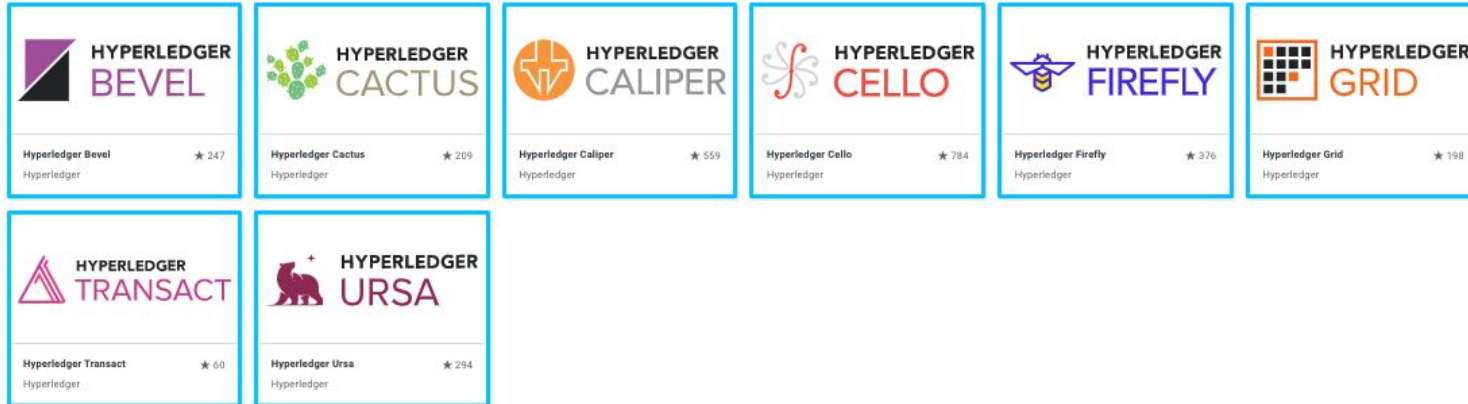 HYPERLEDGER
BEVEL
Hyperledger Bevel ★ 247
Hyperledger
HYPERLEDGER
CACTUS
Hyperledger Cactus ★ 209
Hyperledger
HYPERLEDGER
CALIPER
Hyperledger Caliper ★ 559
Hyperledger
HYPERLEDGER
CELLO
Hyperledger Cello ★ 784
Hyperledger
HYPERLEDGER
FIREFLY
Hyperledger Firefly ★ 376
Hyperledger
HYPERLEDGER
GRID
Hyperledger Grid ★ 198
Hyperledger
HYPERLEDGER
TRANSACT
Hyperledger Transact ★ 60
Hyperledger
HYPERLEDGER
URSA
Hyperledger Ursa ★ 294
Hyperledger